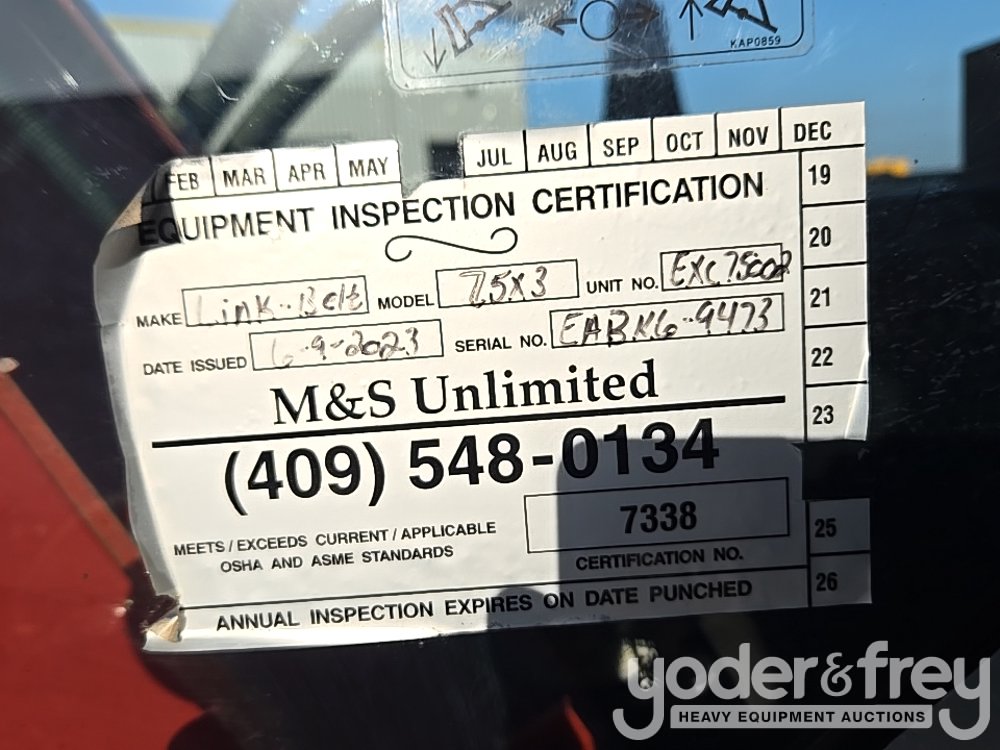 KAP0859
FEB MAR APR MAY JUL AUG SEP OCT NOV DEC
EQUIPMENT INSPECTION CERTIFICATION
19
20
21
22
23
25
26
MAKE Link-Belt MODEL 75X3 UNIT NO. EXC75002
DATE ISSUED 6-9-2023 SERIAL NO. EABK6-9473
M&S Unlimited
(409) 548-0134
7338
MEETS/EXCEEDS CURRENT/APPLICABLE
OSHA AND ASME STANDARDS
CERTIFICATION NO.
ANNUAL INSPECTION EXPIRES ON DATE PUNCHED
yoder&frey
HEAVY EQUIPMENT AUCTIONS